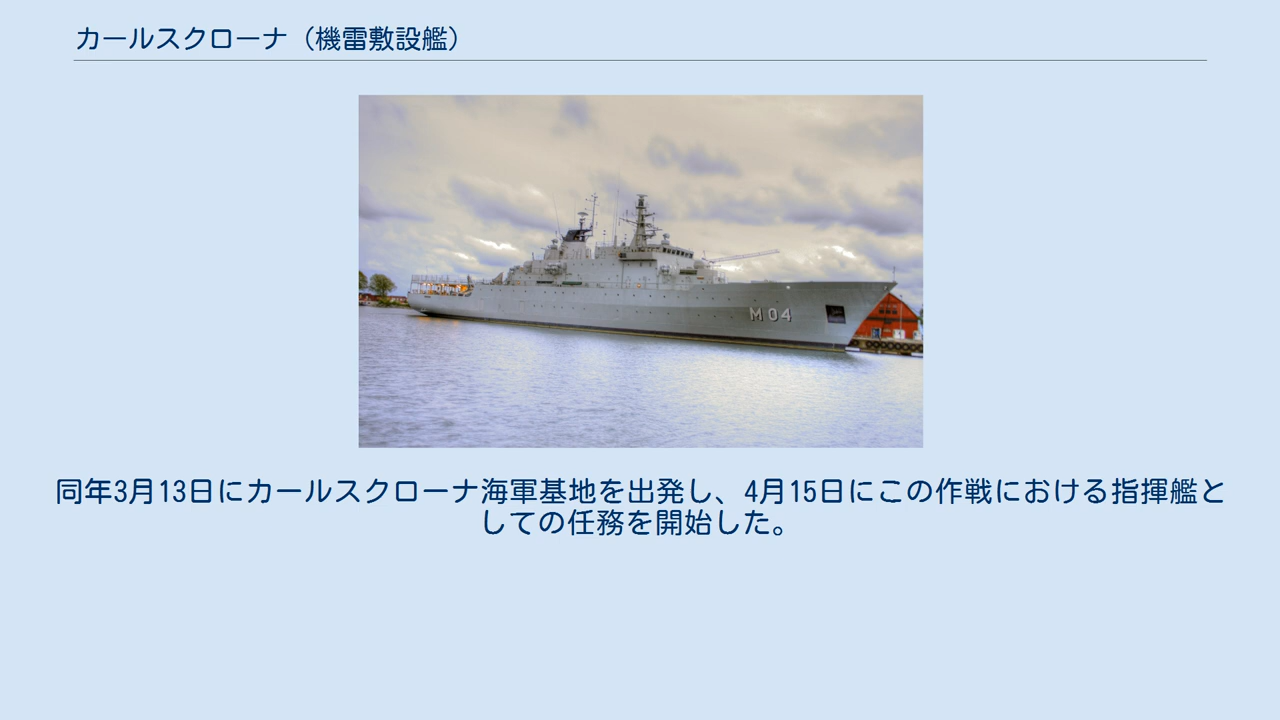 カールスクローナ（機雷敷設艦）
M04
同年3月13日にカールスクローナ海軍基地を出発し、4月15日にこの作戦における指揮艦と
しての任務を開始した。